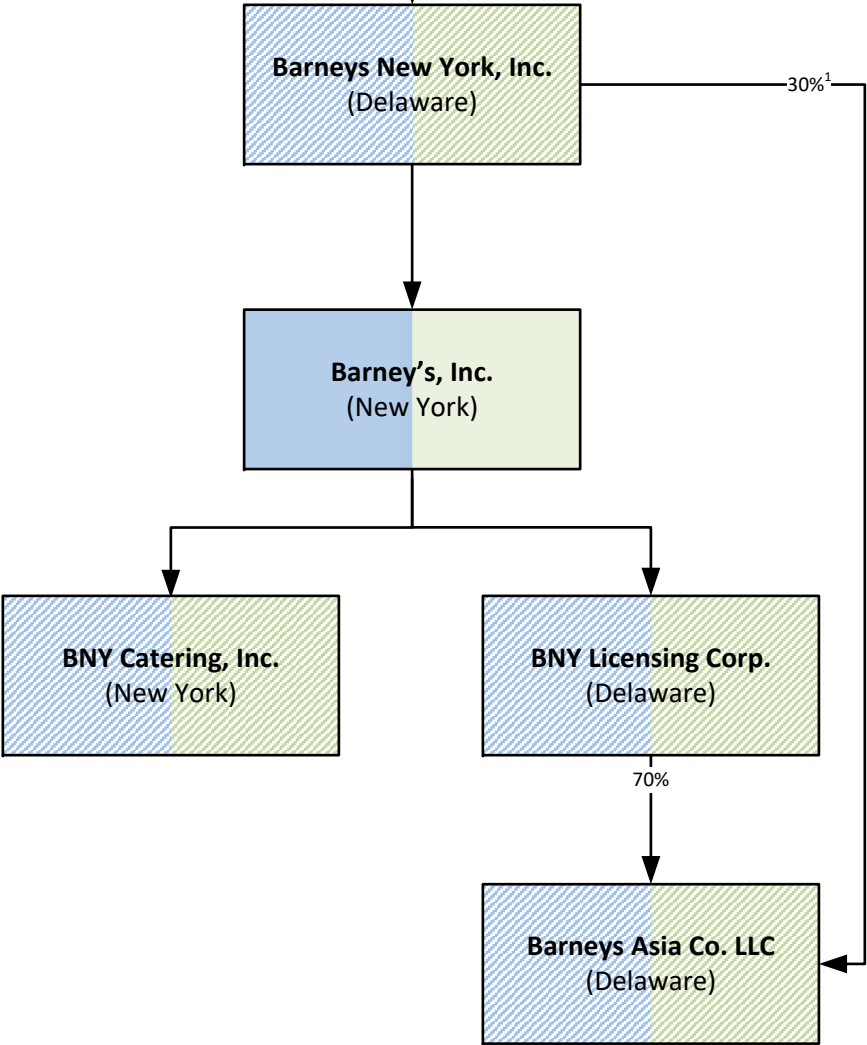 Barneys New York, Inc.
(Delaware)
30%¹
Barney’s, Inc.
(New York)
BNY Catering, Inc.
(New York)
BNY Licensing Corp.
(Delaware)
70%
Barneys Asia Co. LLC
(Delaware)